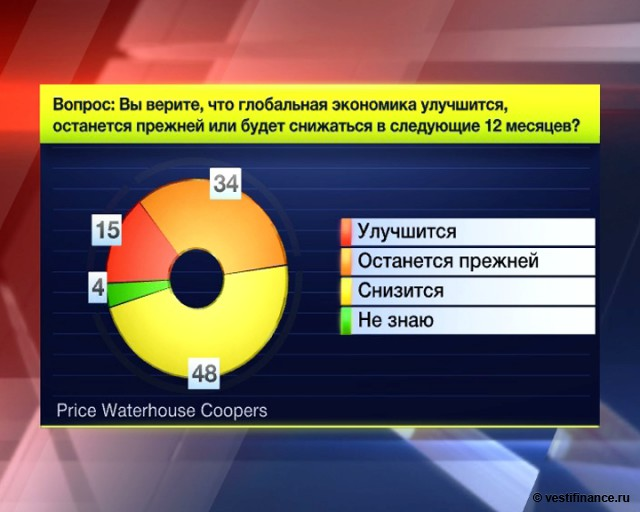 Вопрос: Вы верите, что глобальная экономика улучшится,
останется прежней или будет снижаться в следующие 12 месяцев?
34
15
4
48
Улучшится
Останется прежней
Снизится
Не знаю
Price Waterhouse Coopers
© vestifinance.ru